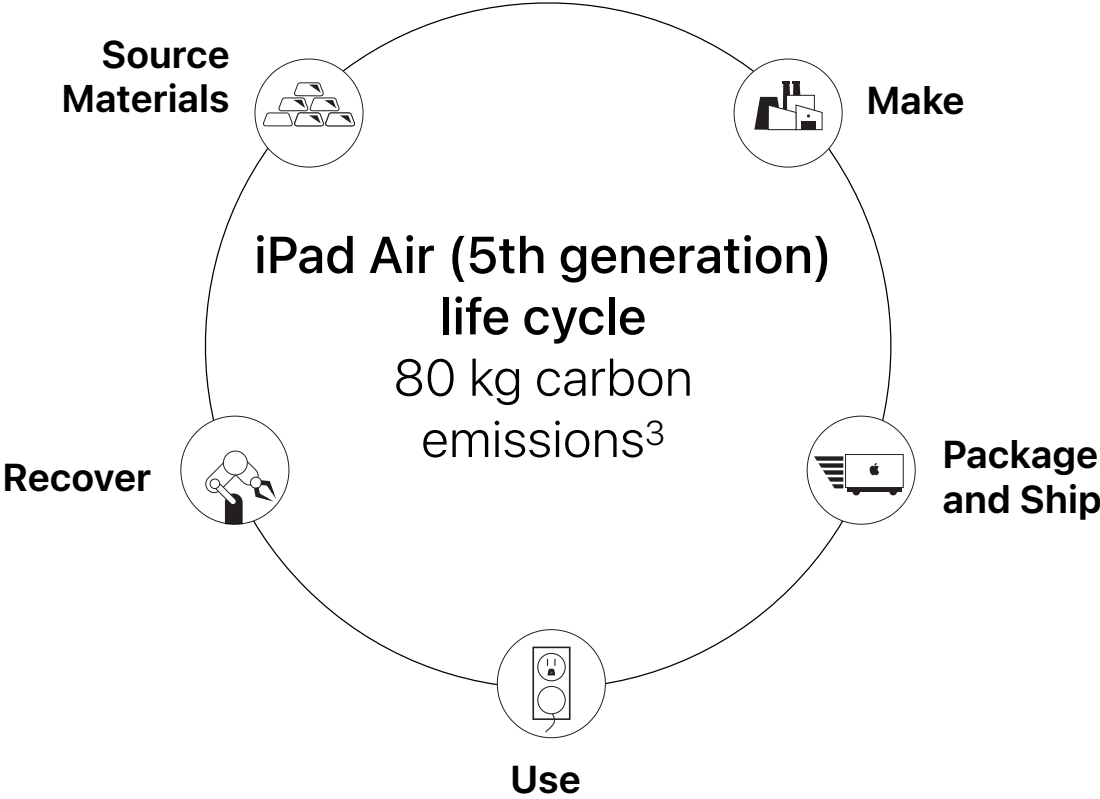 Source
Materials
Make
iPad Air (5th generation)
life cycle
80 kg carbon
emissions³
Recover
Package
and Ship
Use